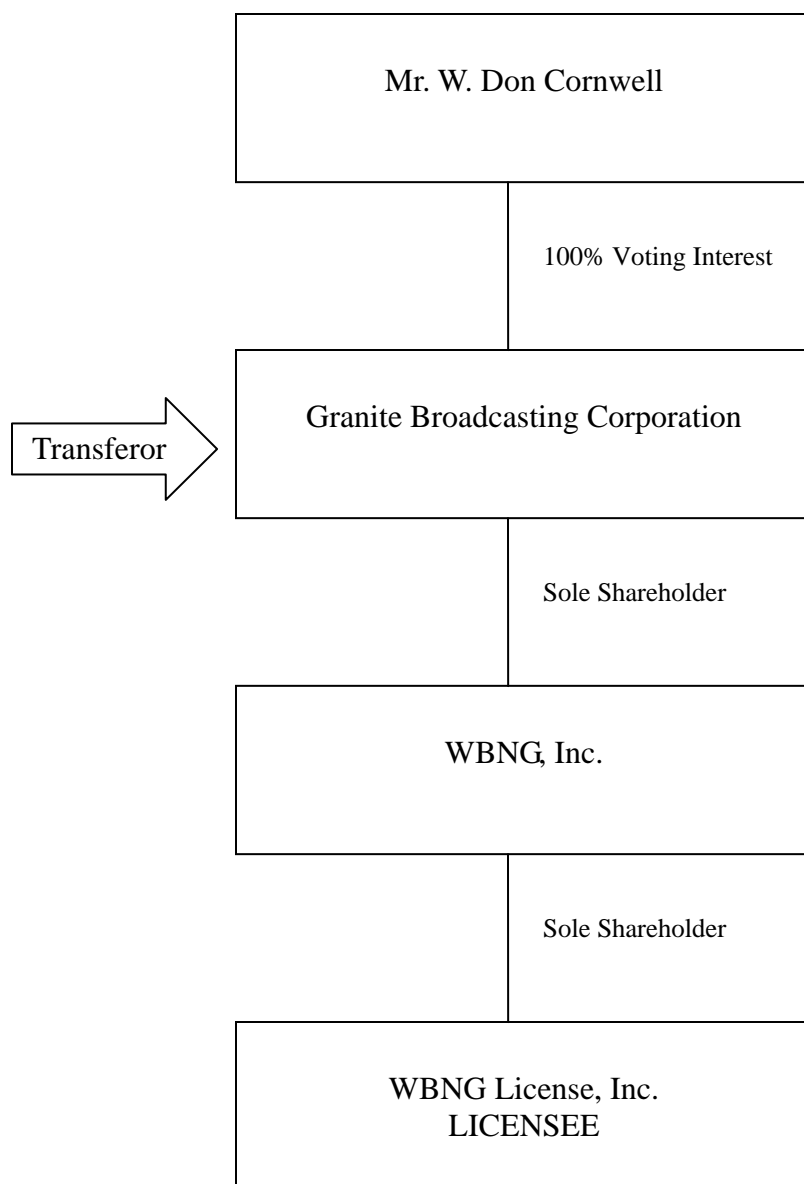 Mr. W. Don Cornwell
100% Voting Interest
Granite Broadcasting Corporation
Transferor
Sole Shareholder
WBNG, Inc.
Sole Shareholder
WBNG License, Inc.
LICENSEE